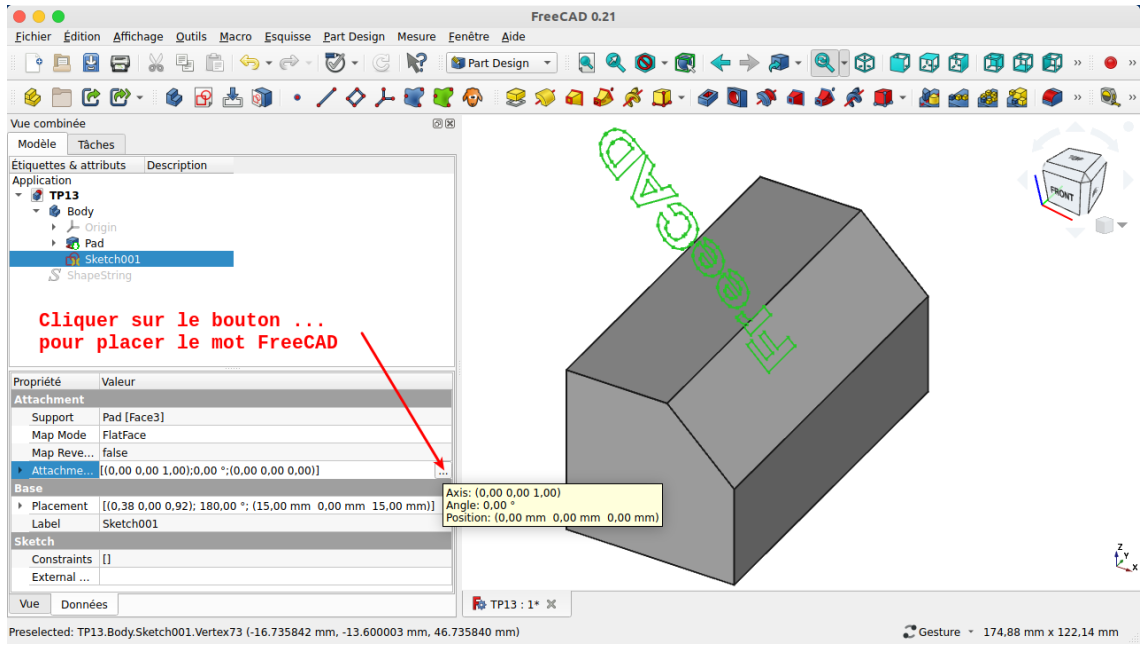 FreeCAD 0.21
Fichier Édition Affichage Outils Macro Esquisse Part Design Mesure Fenêtre Aide
Part Design
Vue combinée
Modèle Tâches
Étiquettes & attributs Description
Application
TP13
Body
Origin
Pad
Sketch001
ShapeString
Cliquer sur le bouton ...
pour placer le mot FreeCAD
FreeCAD
TOP
FRONT
Propriété Valeur
Attachment
Support Pad [Face3]
Map Mode FlatFace
Map Reve... false
Attachme... [(0,00 0,00 1,00);0,00 °;(0,00 0,00 0,00)]
...
Base
Placement [(0,38 0,00 0,92); 180,00 °; (15,00 mm 0,00 mm 15,00 mm)]
Label Sketch001
Sketch
Constraints []
External ...
Axis: (0,00 0,00 1,00)
Angle: 0,00 °
Position: (0,00 mm 0,00 mm 0,00 mm)
Z
Y
X
Vue Données
TP13 : 1*
Preselected: TP13.Body.Sketch001.Vertex73 (-16.735842 mm, -13.600003 mm, 46.735840 mm)
Gesture 174,88 mm x 122,14 mm